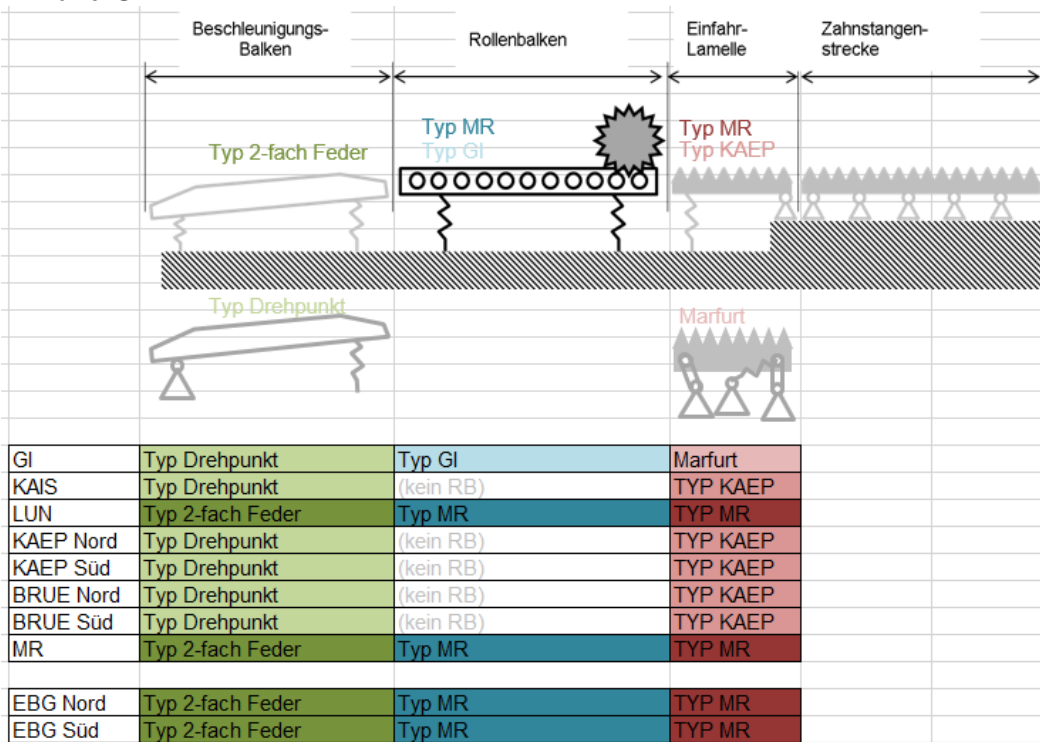 Beschleunigungs-
Balken
Rollenbalken
Einfahr-
Lamelle
Zahnstangen-
strecke
Typ 2-fach Feder
Typ MR
Typ GI
Typ MR
Typ KAEP
Typ Drehpunkt
Marfurt
GI Typ Drehpunkt Typ GI Marfurt
KAIS Typ Drehpunkt (kein RB) TYP KAEP
LUN Typ 2-fach Feder Typ MR TYP MR
KAEP Nord Typ Drehpunkt (kein RB) TYP KAEP
KAEP Süd Typ Drehpunkt (kein RB) TYP KAEP
BRUE Nord Typ Drehpunkt (kein RB) TYP KAEP
BRUE Süd Typ Drehpunkt (kein RB) TYP KAEP
MR Typ 2-fach Feder Typ MR TYP MR
EBG Nord Typ 2-fach Feder Typ MR TYP MR
EBG Süd Typ 2-fach Feder Typ MR TYP MR